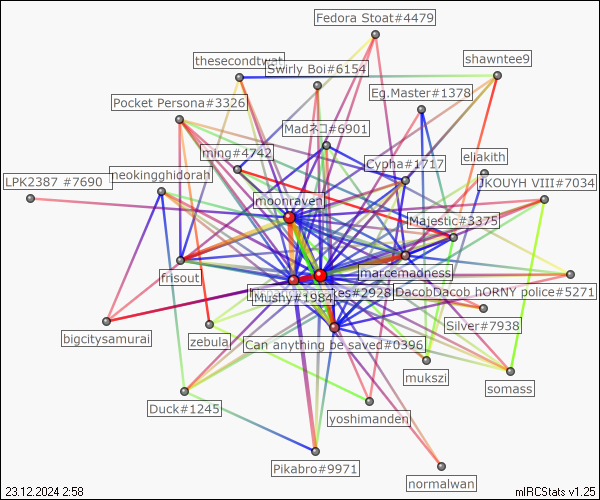 Fedora Stoat#4479
thesecondtwat
shawntee9
Swirly Boi#6154
Eg.Master#1378
Pocket Persona#3326
Madネコ#6901
ming#4742
Cypha#1717
eliakith
LPK2387 #7690
neokingghidorah
JKOUYH VIII#7034
moonraven
Majestic#3375
frisout
marcemadness
Mushy#1984
es#2928
DacobDacob hORNY police#5271
Silver#7938
bigcitysamurai
zebula
Can anything be saved#0396
mukszi
somass
Duck#1245
yoshimanden
Pikabro#9971
normalwan
23.12.2024 2:58
mIRCStats v1.25